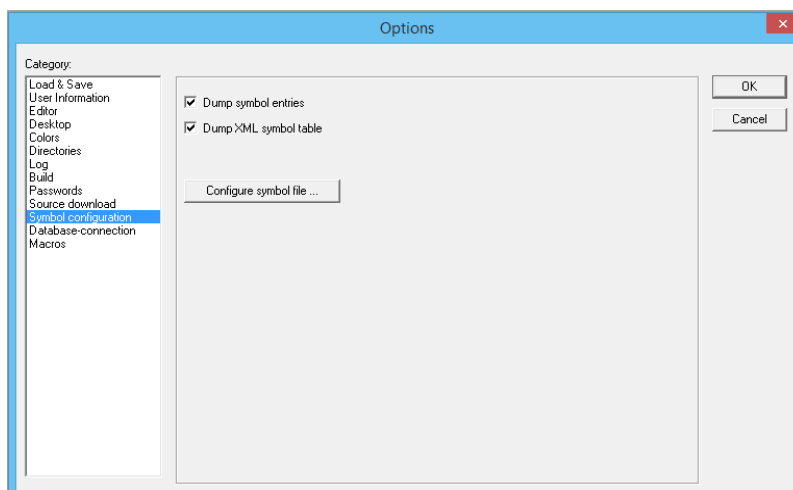 Options
Category:
Load & Save
User Information
Editor
Desktop
Colors
Directories
Log
Build
Passwords
Source download
Symbol configuration
Database-connection
Macros
Dump symbol entries
Dump XML symbol table
Configure symbol file ...
OK
Cancel